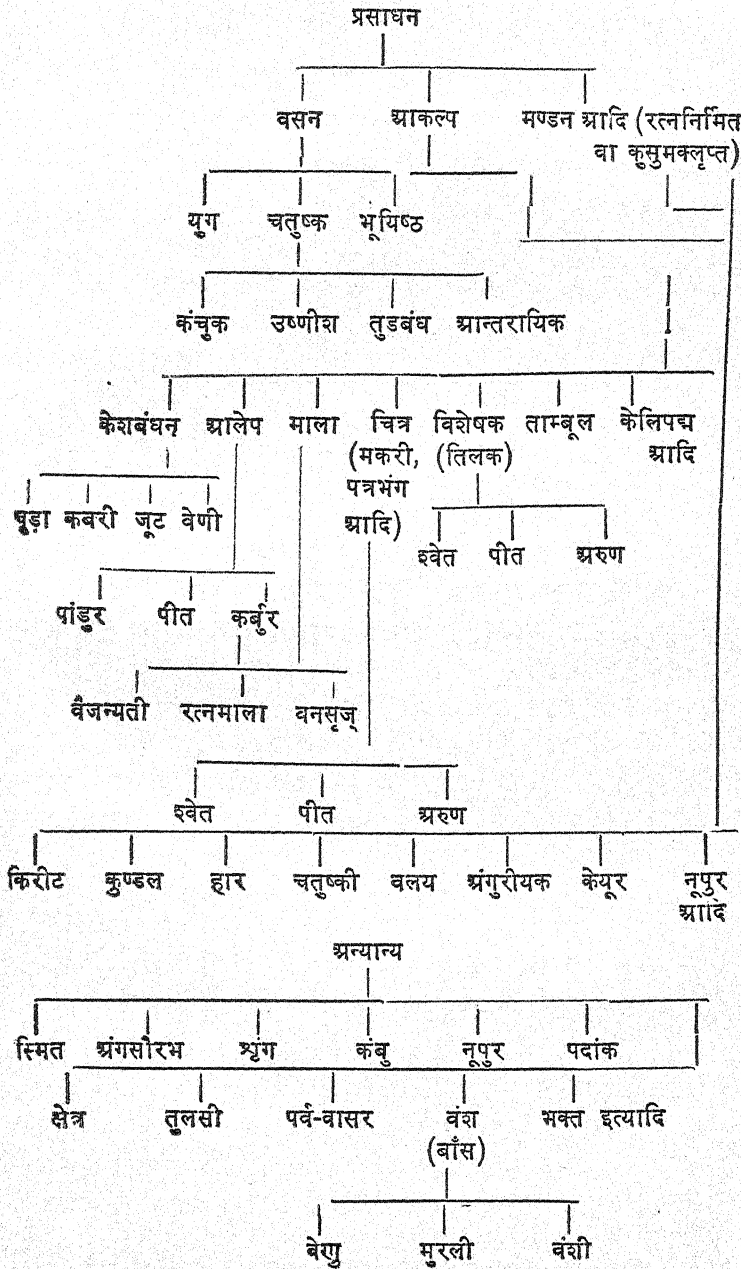 प्रसाधन
वसन आकल्प मण्डन आदि (रत्ननिर्मित
वा कुसुमक्लृप्त)
युग चतुष्क भूयिष्ठ
कंचुक उष्णीश तुडबंध आन्तरायिक
केशबंधन आलेप माला चित्र विशेषक ताम्बूल केलिपद्म
(मकरी, (तिलक) आदि
पत्रभंग
आदि)
चूड़ा कबरी जूट वेणी
श्वेत पीत अरुण
पांडुर पीत कर्बुर
वैजन्यती रत्नमाला वनसृज्
श्वेत पीत अरुण
किरीट कुण्डल हार चतुष्की वलय अंगुरीयक केयूर नूपुर
आदि
अन्यान्य
स्मित अंगसौरभ शृंग कंबु नूपुर पदांक
क्षेत्र तुलसी पर्व-वासर वंश भक्त इत्यादि
(बाँस)
वेणु मुरली वंशी